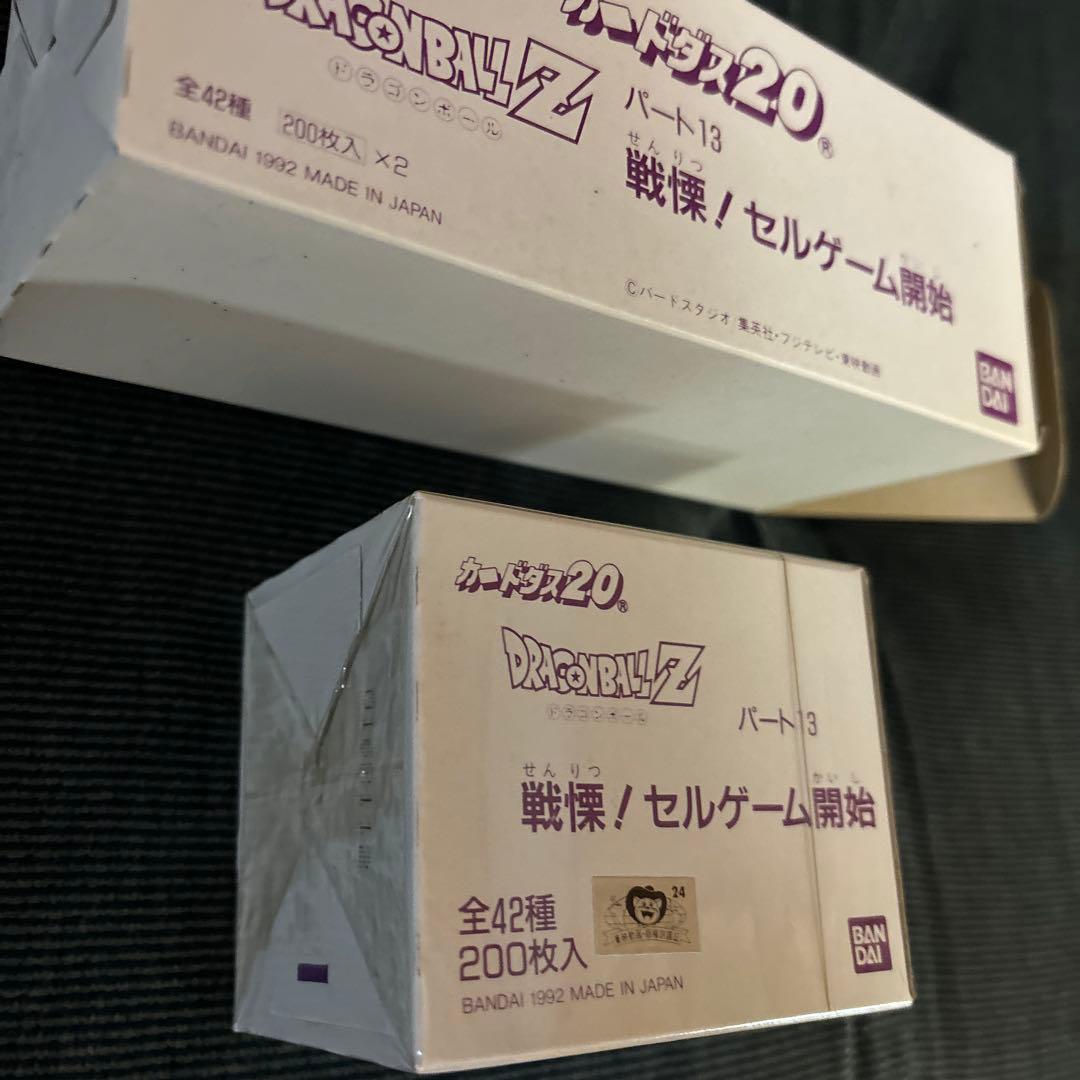 カードダス20®
DRAGONBALL Z
ドラゴンボール
パート13
せんりつ
戦慄!セルゲーム開始
全42種 200枚入 ×2
BANDAI 1992 MADE IN JAPAN
©バードスタジオ/集英社・フジテレビ・東映動画
BAN
DAI
カードダス20®
DRAGONBALL Z
ドラゴンボール
パート13
せんりつ かいし
戦慄!セルゲーム開始
24
全42種
200枚入
BANDAI 1992 MADE IN JAPAN
BAN
DAI